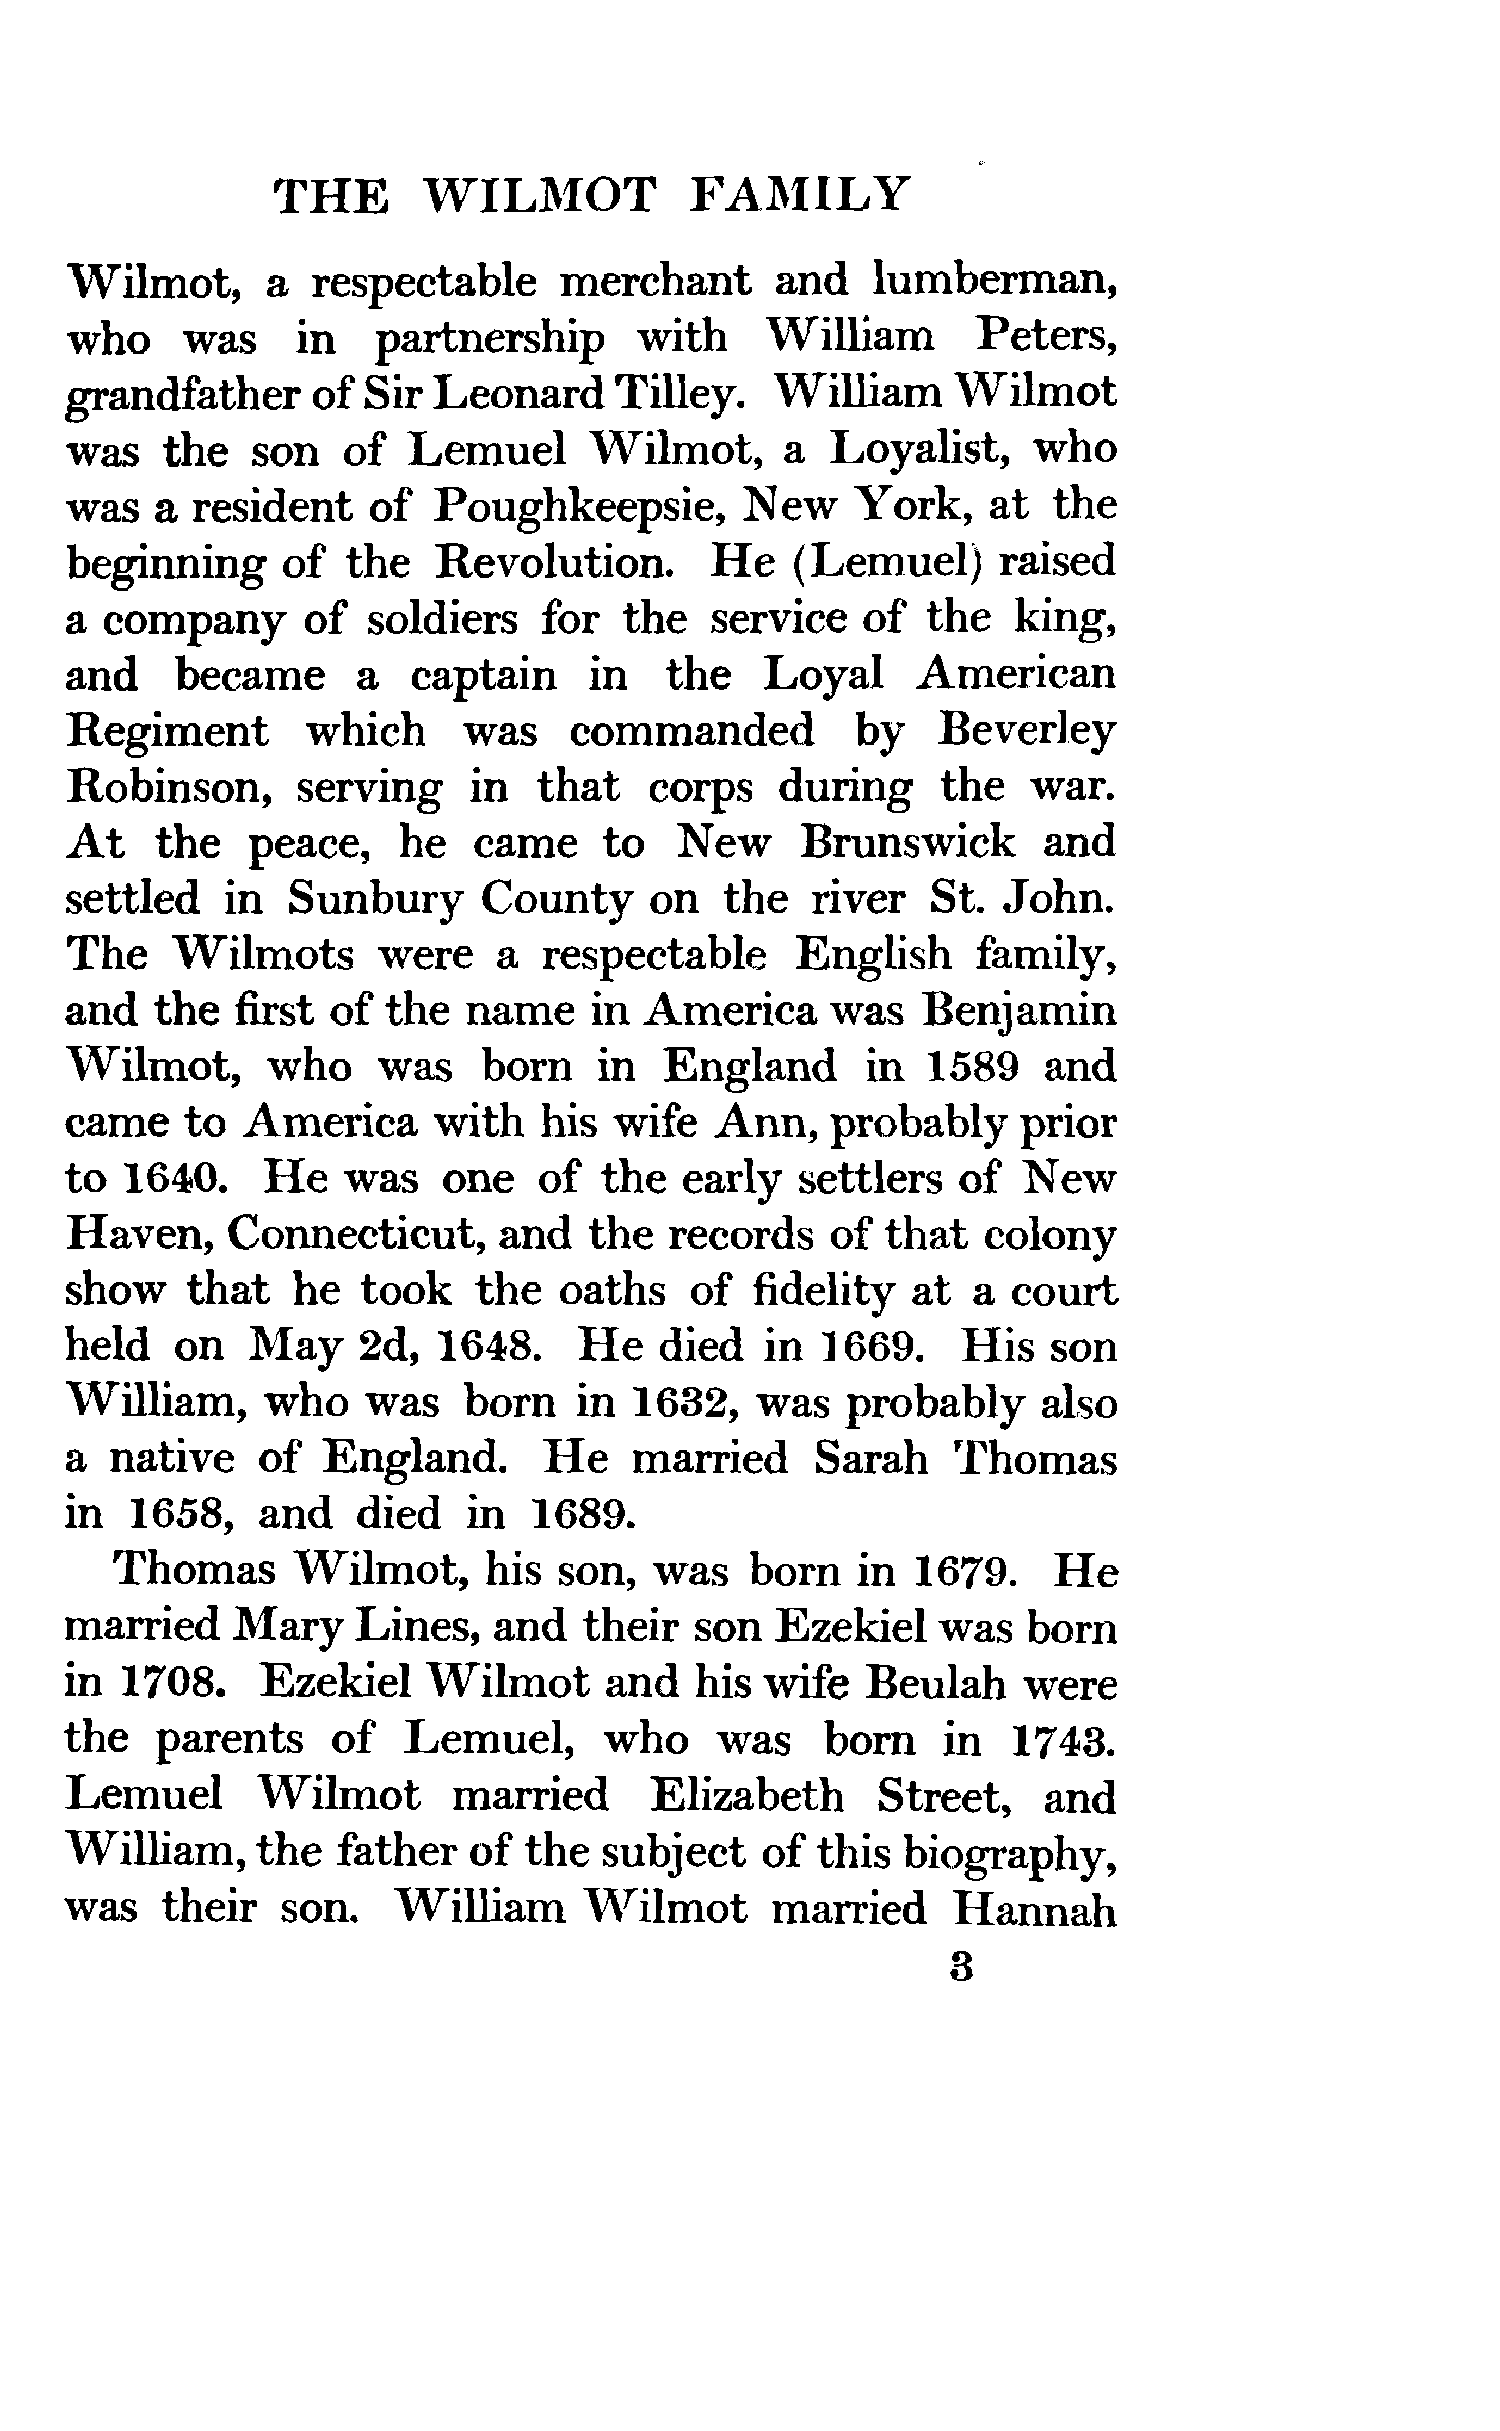 THE WILMOT FAMILY
Wilmot, a respectable merchant and lumberman,
who was in partnership with William Peters,
grandfather of Sir Leonard Tilley. William Wilmot
was the son of Lemuel Wilmot, a Loyalist, who
was a resident of Poughkeepsie, New York, at the
beginning of the Revolution. He (Lemuel) raised
a company of soldiers for the service of the king,
and became a captain in the Loyal American
Regiment which was commanded by Beverley
Robinson, serving in that corps during the war.
At the peace, he came to New Brunswick and
settled in Sunbury County on the river St. John.
The Wilmots were a respectable English family,
and the first of the name in America was Benjamin
Wilmot, who was born in England in 1589 and
came to America with his wife Ann, probably prior
to 1640. He was one of the early settlers of New
Haven, Connecticut, and the records of that colony
show that he took the oaths of fidelity at a court
held on May 2d, 1648. He died in 1669. His son
William, who was born in 1632, was probably also
a native of England. He married Sarah Thomas
in 1658, and died in 1689.
Thomas Wilmot, his son, was born in 1679. He
married Mary Lines, and their son Ezekiel was born
in 1708. Ezekiel Wilmot and his wife Beulah were
the parents of Lemuel, who was born in 1743.
Lemuel Wilmot married Elizabeth Street, and
William, the father of the subject of this biography,
was their son. William Wilmot married Hannah
3